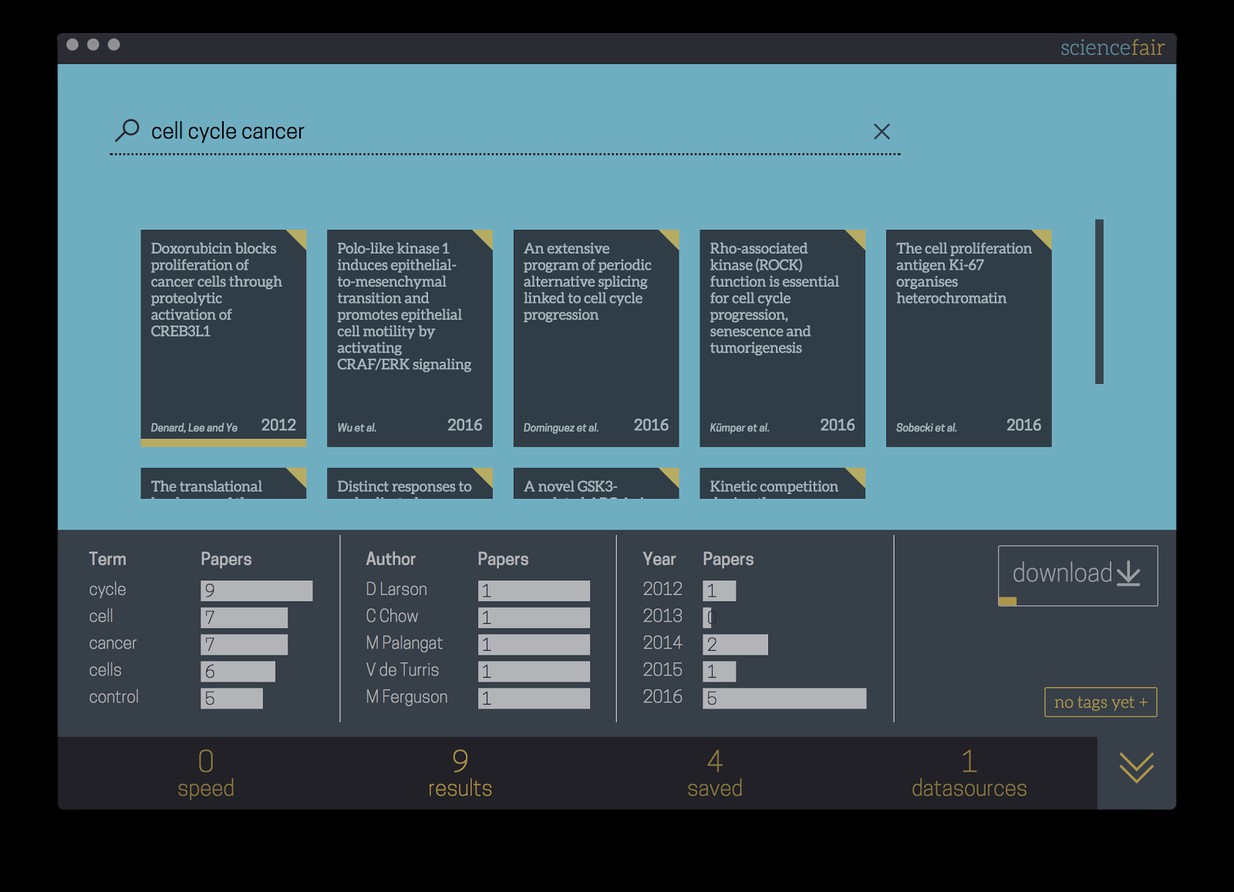 sciencefair
cell cycle cancer
Doxorubicin blocks
proliferation of
cancer cells through
proteolytic
activation of
CREB3L1
Denard, Lee and Ye 2012
Polo-like kinase 1
induces epithelial-
to-mesenchymal
transition and
promotes epithelial
cell motility by
activating
CRAF/ERK signaling
Wu et al. 2016
An extensive
program of periodic
alternative splicing
linked to cell cycle
progression
Dominguez et al. 2016
Rho-associated
kinase (ROCK)
function is essential
for cell cycle
progression,
senescence and
tumorigenesis
Kümper et al. 2016
The cell proliferation
antigen Ki-67
organises
heterochromatin
Sobecki et al. 2016
The translational
Distinct responses to
A novel GSK3-
Kinetic competition
Term Papers
cycle 9
cell 7
cancer 7
cells 6
control 5
Author Papers
D Larson 1
C Chow 1
M Palangat 1
V de Turris 1
M Ferguson 1
Year Papers
2012 1
2013 0
2014 2
2015 1
2016 5
download
no tags yet +
0
speed
9
results
4
saved
1
datasources